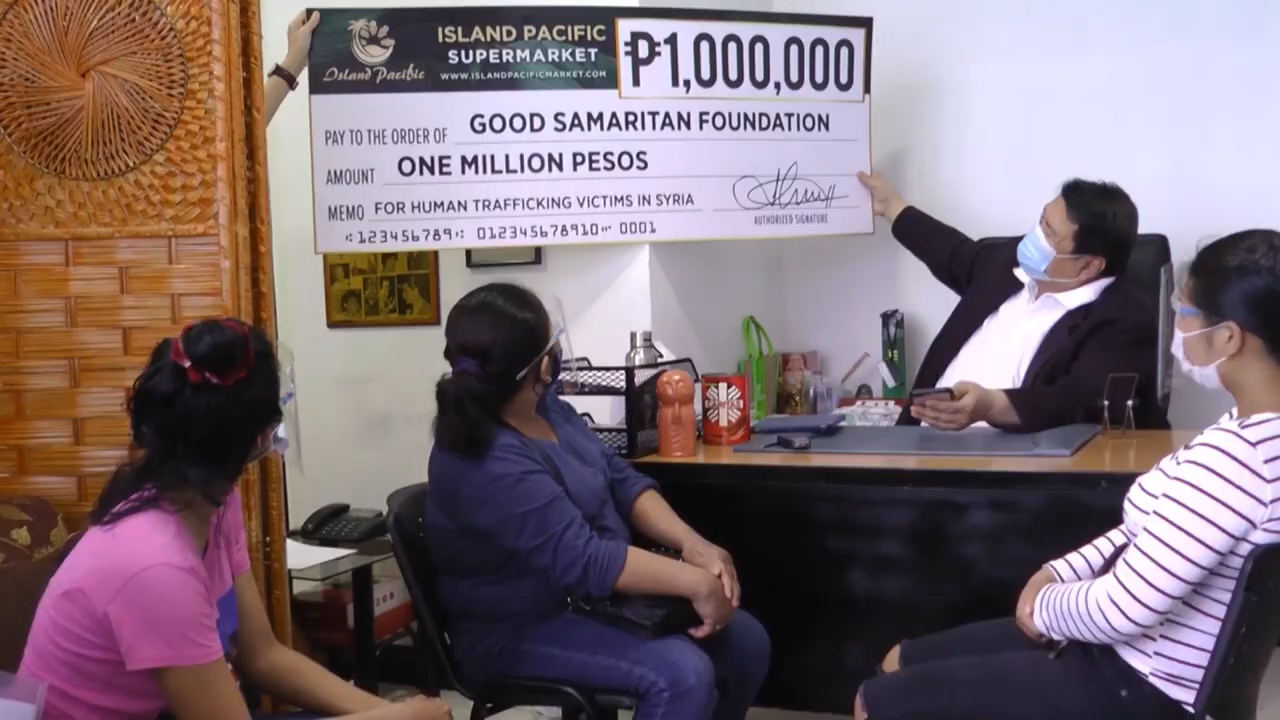 Island Pacific
ISLAND PACIFIC
SUPERMARKET
WWW.ISLANDPACIFICMARKET.COM
₱1,000,000
PAY TO THE ORDER OF GOOD SAMARITAN FOUNDATION
AMOUNT ONE MILLION PESOS
MEMO FOR HUMAN TRAFFICKING VICTIMS IN SYRIA
AUTHORIZED SIGNATURE
⑆123456789⑆ 012345678910⑈ 0001